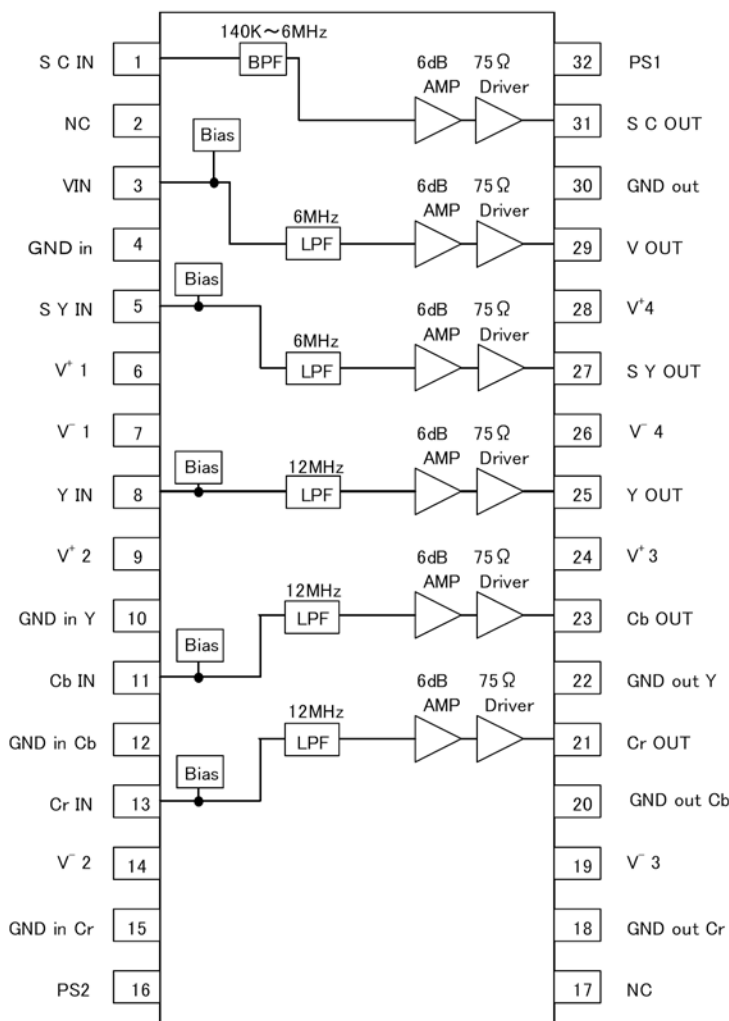 140K～6MHz
S C IN 1 BPF 6dB AMP 75Ω Driver 32 PS1
NC 2 31 S C OUT
Bias
VIN 3 6dB AMP 75Ω Driver 30 GND out
6MHz
GND in 4 LPF 29 V OUT
Bias
S Y IN 5 6dB AMP 75Ω Driver 28 V⁺4
6MHz
V⁺ 1 6 LPF 27 S Y OUT
V⁻ 1 7 6dB AMP 75Ω Driver 26 V⁻ 4
Bias 12MHz
Y IN 8 LPF 25 Y OUT
V⁺ 2 9 6dB AMP 75Ω Driver 24 V⁺ 3
12MHz
GND in Y 10 LPF 23 Cb OUT
Bias
Cb IN 11 6dB AMP 75Ω Driver 22 GND out Y
12MHz
GND in Cb 12 LPF 21 Cr OUT
Bias
Cr IN 13 20 GND out Cb
V⁻ 2 14 19 V⁻ 3
GND in Cr 15 18 GND out Cr
PS2 16 17 NC